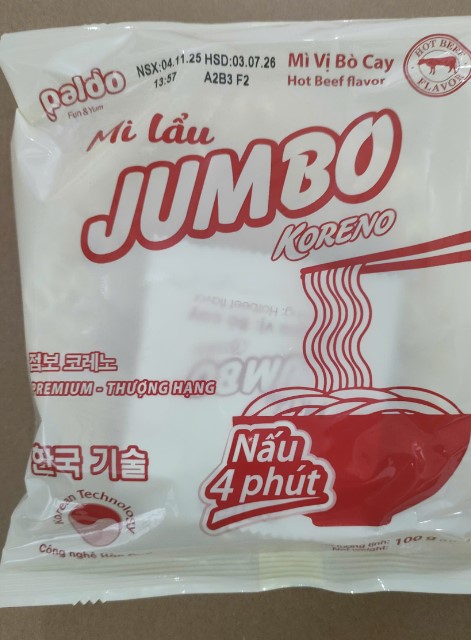 paldo
Fun & Yum
NSX:04.11.25 HSD:03.07.26
13:57 A2B3 F2
Mì Vị Bò Cay
Hot Beef flavor
HOT BEEF
FLAVOR
Mì lẩu
JUMBO
KORENO
점보 코레노
PREMIUM - THƯỢNG HẠNG
한국 기술
Korean Technology
Công nghệ
Nấu
4 phút
100 g